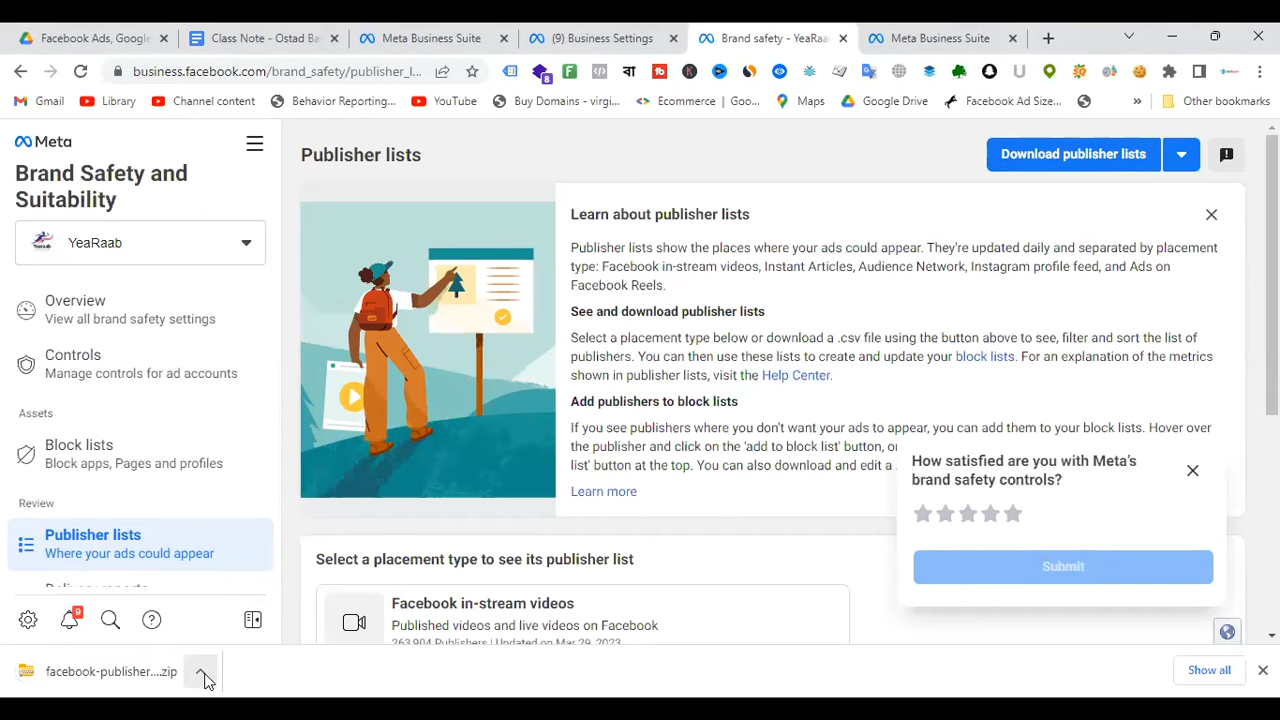 Facebook Ads, Google
Class Note - Ostad Ba
Meta Business Suite
(9) Business Settings
Brand safety - YeaRaa
Meta Business Suite
business.facebook.com/brand_safety/publisher_l...
Gmail
Library
Channel content
Behavior Reporting...
YouTube
Buy Domains - virgi...
Ecommerce | Goo...
Maps
Google Drive
Facebook Ad Size...
Other bookmarks
Meta
Brand Safety and
Suitability
YeaRaab
Overview
View all brand safety settings
Controls
Manage controls for ad accounts
Assets
Block lists
Block apps, Pages and profiles
Review
Publisher lists
Where your ads could appear
9
Publisher lists
Download publisher lists
Learn about publisher lists
Publisher lists show the places where your ads could appear. They're updated daily and separated by placement
type: Facebook in-stream videos, Instant Articles, Audience Network, Instagram profile feed, and Ads on
Facebook Reels.
See and download publisher lists
Select a placement type below or download a .csv file using the button above to see, filter and sort the list of
publishers. You can then use these lists to create and update your block lists. For an explanation of the metrics
shown in publisher lists, visit the Help Center.
Add publishers to block lists
If you see publishers where you don't want your ads to appear, you can add them to your block lists. Hover over
the publisher and click on the 'add to block list' button, or
list' button at the top. You can also download and edit a
Learn more
How satisfied are you with Meta's
brand safety controls?
Submit
Select a placement type to see its publisher list
Facebook in-stream videos
Published videos and live videos on Facebook
263,904 Publishers | Updated on Mar 29, 2023
facebook-publisher....zip
Show all